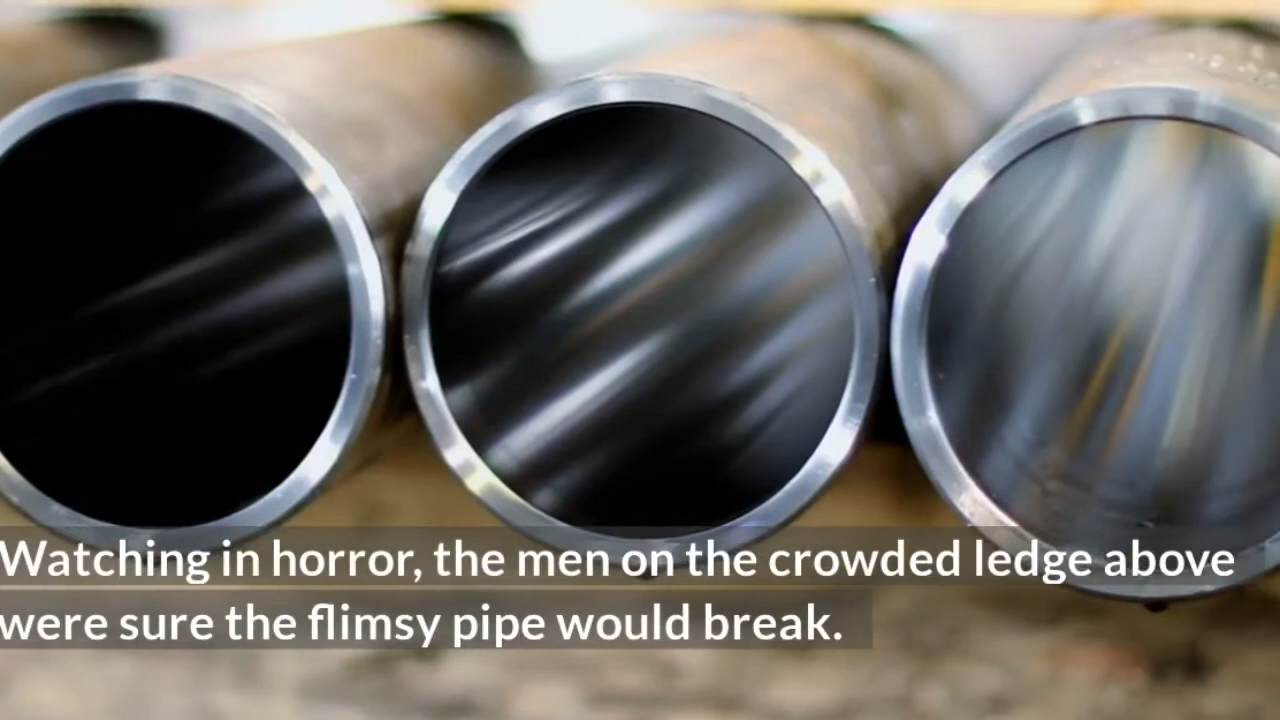 Watching in horror, the men on the crowded ledge above
were sure the flimsy pipe would break.